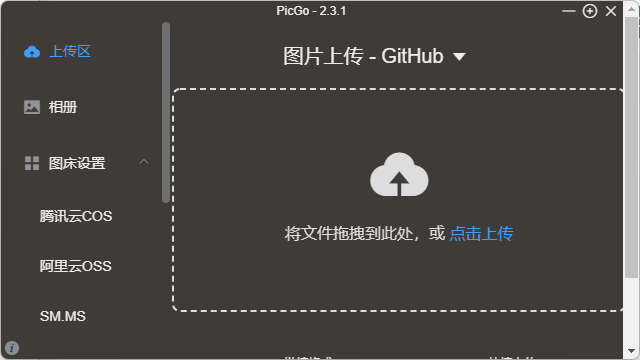 PicGo - 2.3.1
上传区
图片上传 - GitHub
相册
图床设置
将文件拖拽到此处，或 点击上传
腾讯云COS
阿里云OSS
SM.MS